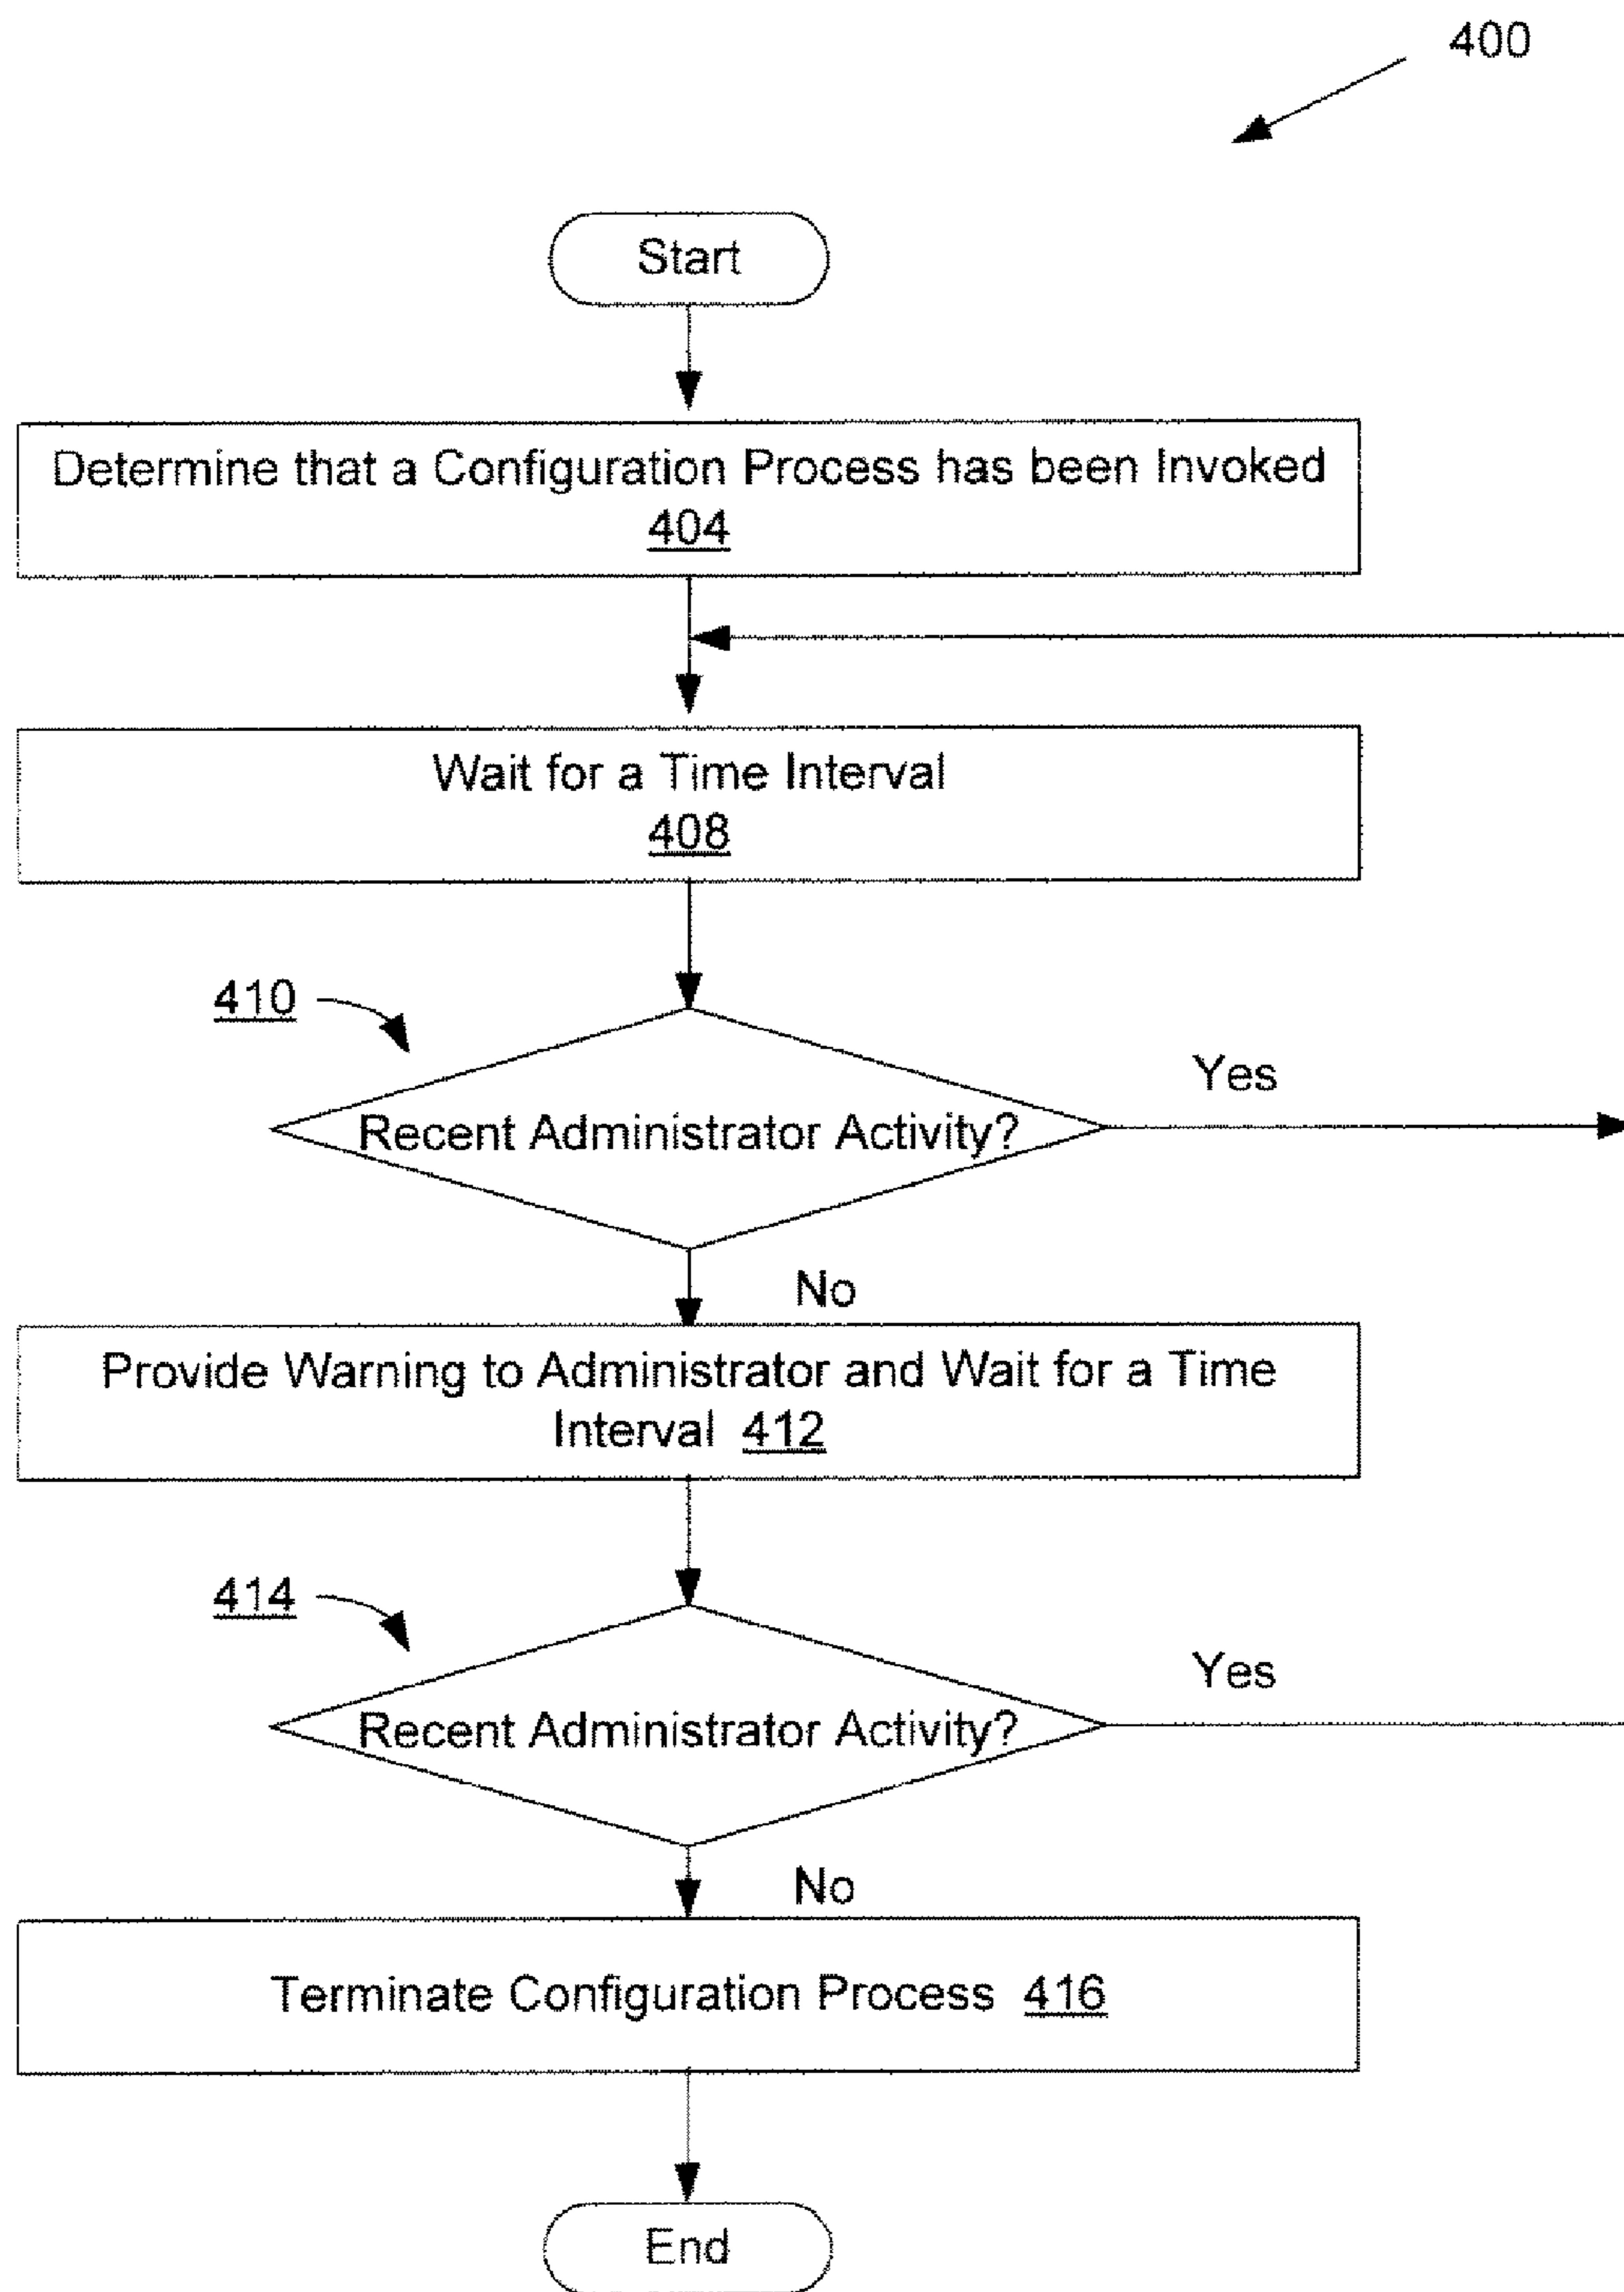 400
Start
Determine that a Configuration Process has been Invoked
404
Wait for a Time Interval
408
410
Recent Administrator Activity?
Yes
No
Provide Warning to Administrator and Wait for a Time
Interval 412
414
Recent Administrator Activity?
Yes
No
Terminate Configuration Process 416
End